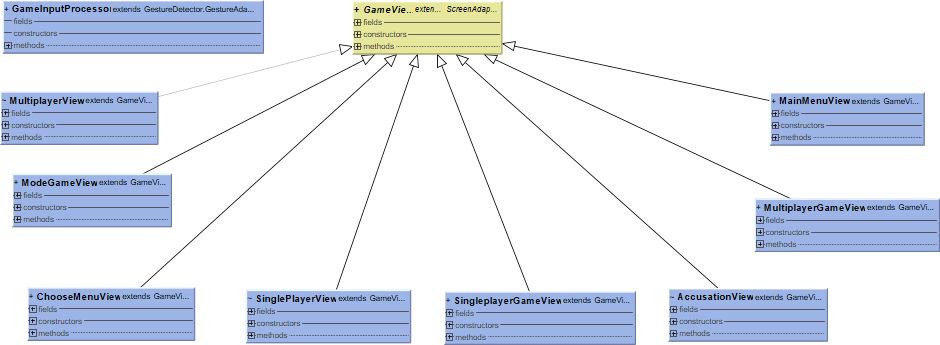 + GameInputProcessor extends GestureDetector.GestureAda...
fields
constructors
methods
+ GameVie... exten... ScreenAdap...
fields
constructors
methods
~ MultiplayerView extends GameVi...
fields
constructors
methods
+ MainMenuView extends GameVi...
fields
constructors
methods
+ ModeGameView extends GameVi...
fields
constructors
methods
+ MultiplayerGameView extends GameVi...
fields
constructors
methods
+ ChooseMenuView extends GameVi...
fields
constructors
methods
~ SinglePlayerView extends GameVi...
fields
constructors
methods
+ SingleplayerGameView extends GameVi...
fields
constructors
methods
~ AccusationView extends GameVi...
fields
constructors
methods